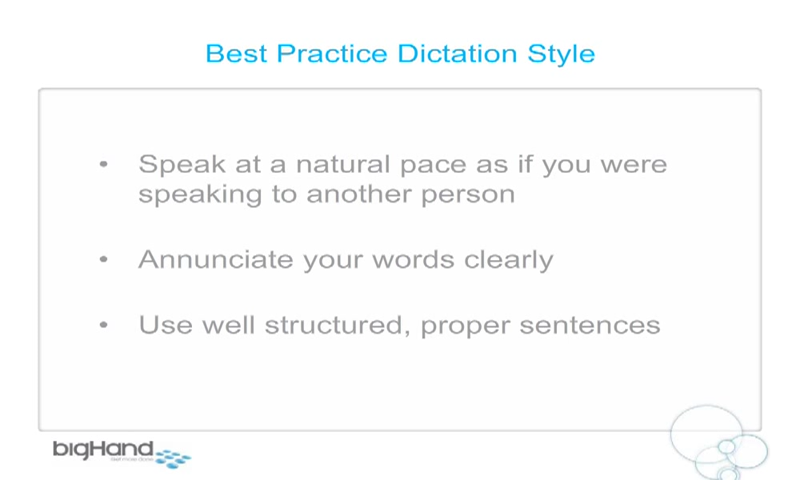 Best Practice Dictation Style
• Speak at a natural pace as if you were
speaking to another person
• Annunciate your words clearly
• Use well structured, proper sentences
bigHand